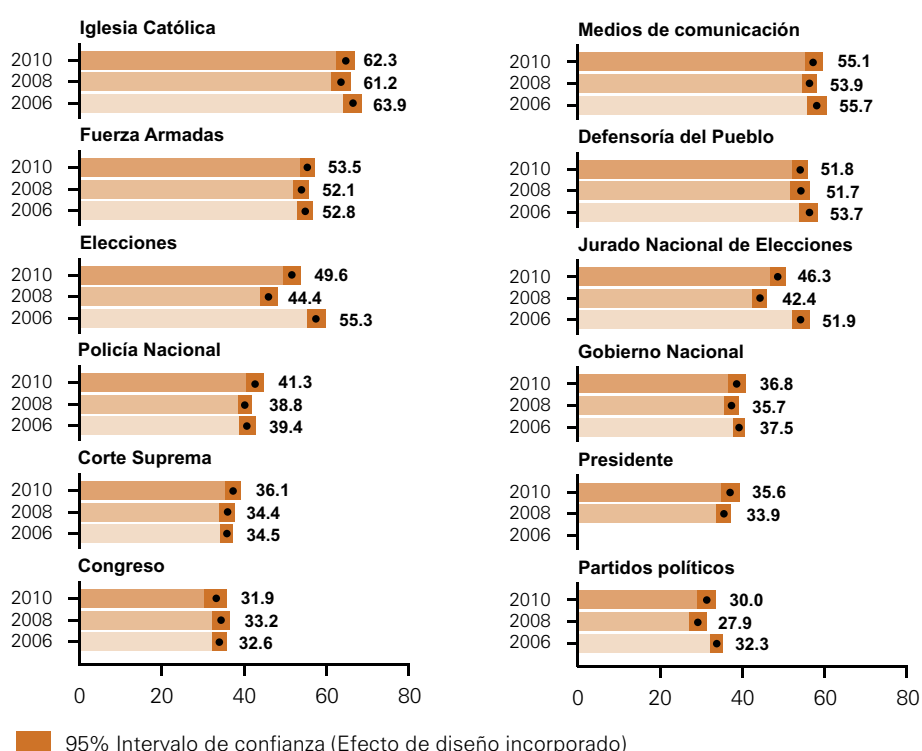 Iglesia Católica
2010 62.3
2008 61.2
2006 63.9
Fuerza Armadas
2010 53.5
2008 52.1
2006 52.8
Elecciones
2010 49.6
2008 44.4
2006 55.3
Policía Nacional
2010 41.3
2008 38.8
2006 39.4
Corte Suprema
2010 36.1
2008 34.4
2006 34.5
Congreso
2010 31.9
2008 33.2
2006 32.6
0 20 40 60 80
Medios de comunicación
2010 55.1
2008 53.9
2006 55.7
Defensoría del Pueblo
2010 51.8
2008 51.7
2006 53.7
Jurado Nacional de Elecciones
2010 46.3
2008 42.4
2006 51.9
Gobierno Nacional
2010 36.8
2008 35.7
2006 37.5
Presidente
2010 35.6
2008 33.9
2006
Partidos políticos
2010 30.0
2008 27.9
2006 32.3
0 20 40 60 80
95% Intervalo de confianza (Efecto de diseño incorporado)